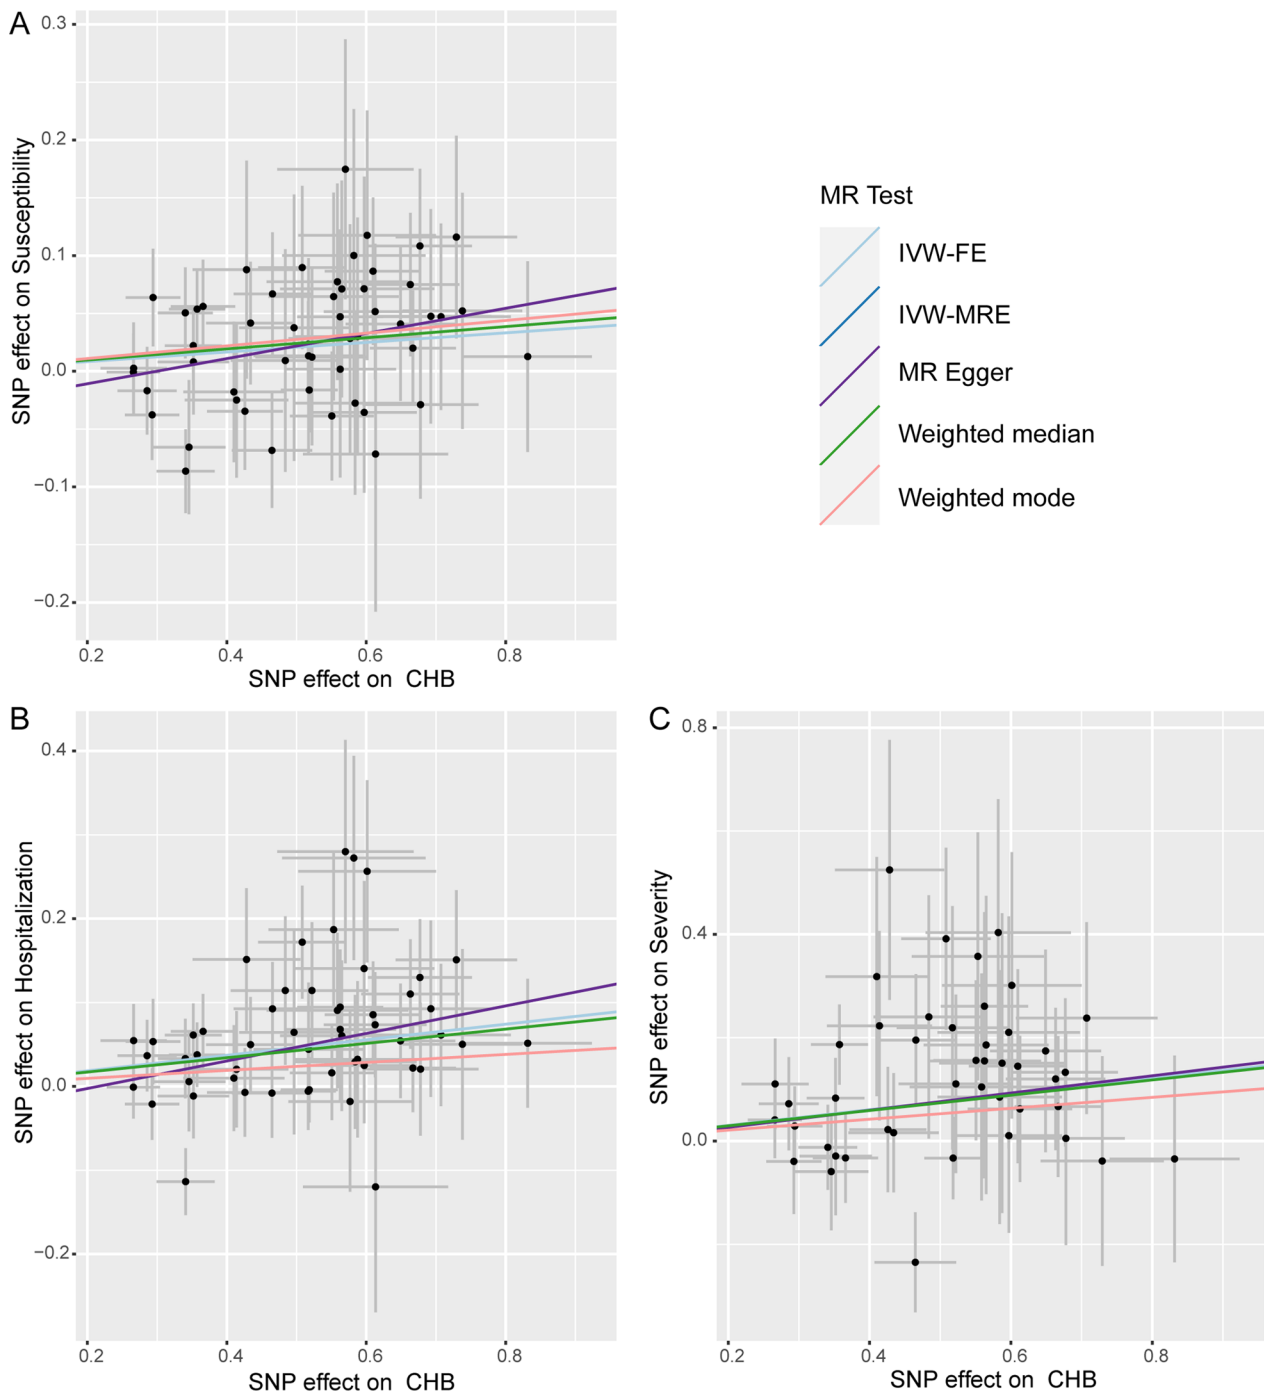 A
SNP effect on Susceptibility
0.3
0.2
0.1
0.0
−0.1
−0.2
0.2
0.4
0.6
0.8
SNP effect on  CHB
MR Test
IVW-FE
IVW-MRE
MR Egger
Weighted median
Weighted mode
B
SNP effect on Hospitalization
0.4
0.2
0.0
−0.2
0.2
0.4
0.6
0.8
SNP effect on  CHB
C
SNP effect on Severity
0.8
0.4
0.0
0.2
0.4
0.6
0.8
SNP effect on  CHB